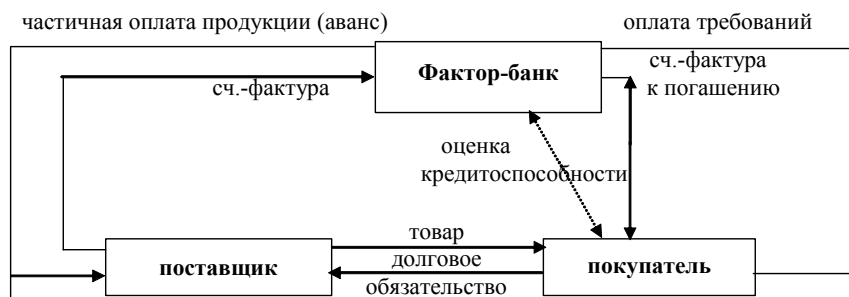 частичная оплата продукции (аванс)
оплата требований
Фактор-банк
сч.-фактура
сч.-фактура
к погашению
оценка
кредитоспособности
товар
поставщик
долговое
покупатель
обязательство